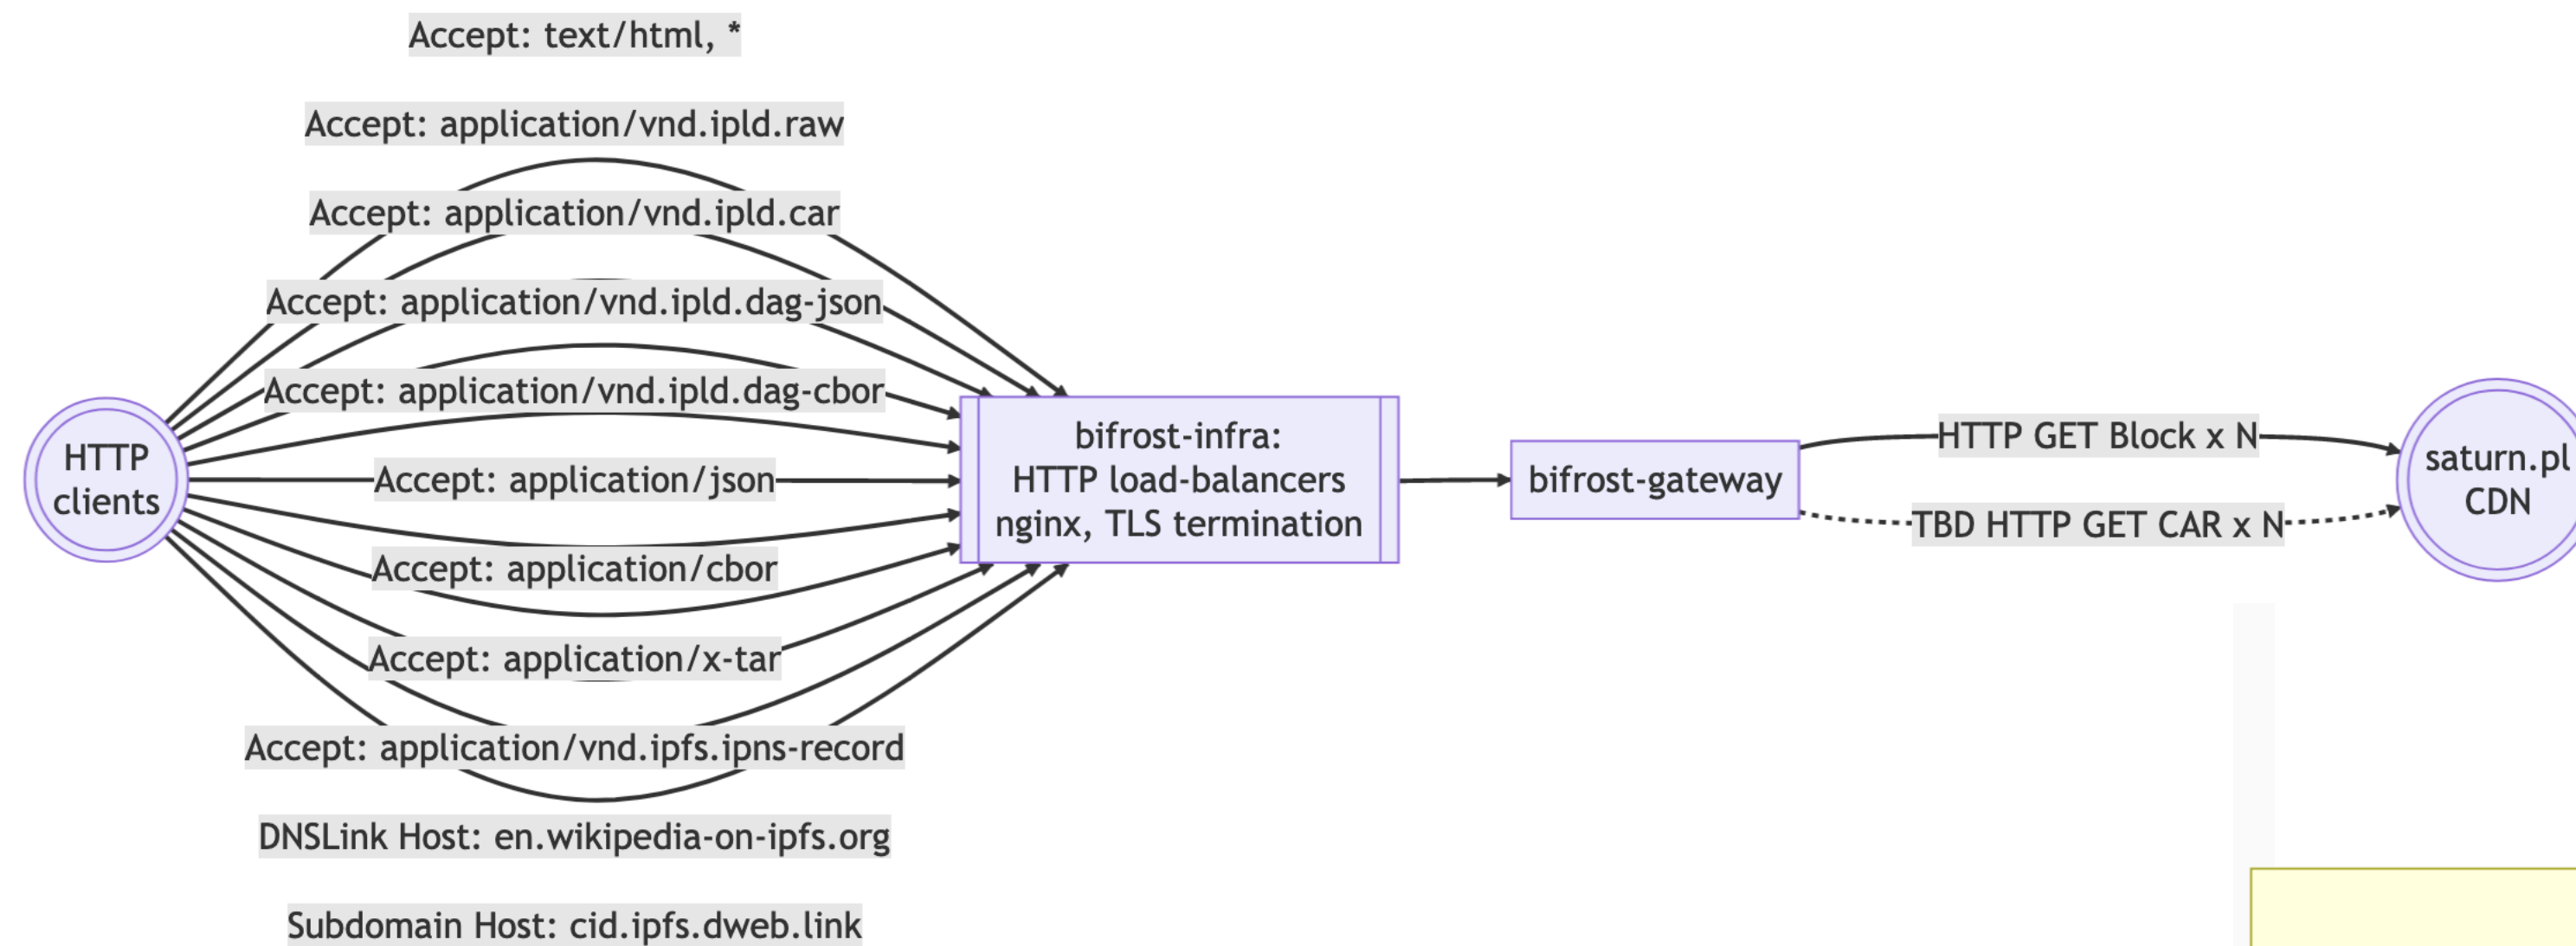 Accept: text/html, *
Accept: application/vnd.ipld.raw
Accept: application/vnd.ipld.car
Accept: application/vnd.ipld.dag-json
Accept: application/vnd.ipld.dag-cbor
HTTP
clients
Accept: application/json
Accept: application/cbor
Accept: application/x-tar
Accept: application/vnd.ipfs.ipns-record
DNSLink Host: en.wikipedia-on-ipfs.org
Subdomain Host: cid.ipfs.dweb.link
bifrost-infra:
HTTP load-balancers
nginx, TLS termination
bifrost-gateway
HTTP GET Block x N
TBD HTTP GET CAR x N
saturn.pl
CDN